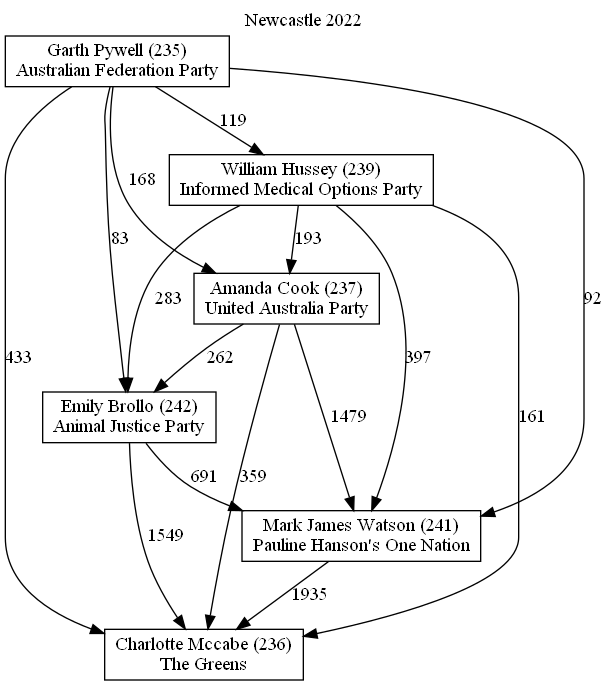 Newcastle 2022
Garth Pywell (235)
Australian Federation Party
119
William Hussey (239)
Informed Medical Options Party
168
83
193
283
Amanda Cook (237)
United Australia Party
92
433
262
397
Emily Brollo (242)
Animal Justice Party
1479
161
691
359
Mark James Watson (241)
Pauline Hanson's One Nation
1549
1935
Charlotte Mccabe (236)
The Greens